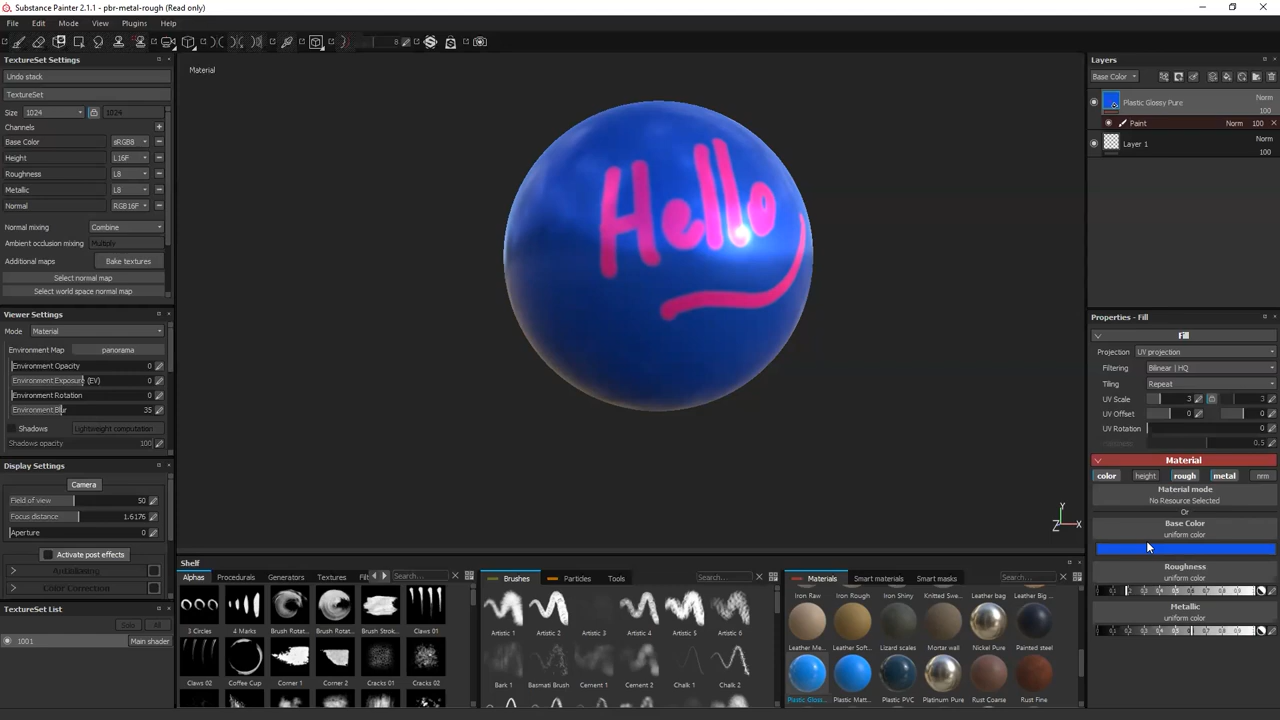 Substance Painter 2.1.1 - pbr-metal-rough (Read only)
File Edit Mode View Plugins Help
8
TextureSet Settings
Undo stack
TextureSet
Size 1024 1024
Channels
Base Color sRGB8
Height L16F
Roughness L8
Metallic L8
Normal RGB16F
Normal mixing Combine
Ambient occlusion mixing Multiply
Additional maps Bake textures
Select normal map
Select world space normal map
Viewer Settings
Mode Material
Environment Map panorama
Environment Opacity 0
Environment Exposure (EV) 0
Environment Rotation 0
Environment Blur 35
Shadows Lightweight computation
Shadows opacity 100
Display Settings
Camera
Field of view 50
Focus distance 1.6176
Aperture 0
Activate post effects
Antialiasing
Color Correction
TextureSet List
Solo All
1001 Main shader
Material
Hello
Y
Z X
Shelf
Alphas Procedurals Generators Textures Search...
3 Circles 4 Marks Brush Rotat... Brush Rotat... Brush Strok... Claws 01
Claws 02 Coffee Cup Corner 1 Corner 2 Cracks 01 Cracks 02
Brushes Particles Tools Search...
Artistic 1 Artistic 2 Artistic 3 Artistic 4 Artistic 5 Artistic 6
Bark 1 Basmati Brush Cement 1 Cement 2 Chalk 1 Chalk 2
Materials Smart materials Smart masks Search...
Iron Raw Iron Rough Iron Shiny Knitted Swe... Leather bag Leather Big ...
Leather Me... Leather Soft... Lizard scales Mortar wall Nickel Pure Painted steel
Plastic Gloss... Plastic Matt... Plastic PVC Platinum Pure Rust Coarse Rust Fine
Layers
Base Color
Plastic Glossy Pure Norm
100
Paint Norm 100
Layer 1 Norm
100
Properties - Fill
Fill
Projection UV projection
Filtering Bilinear | HQ
Tiling Repeat
UV Scale 3 3
UV Offset 0 0
UV Rotation 0
0.5
Material
color height rough metal nrm
Material mode
No Resource Selected
Or
Base Color
uniform color
Roughness
uniform color
Metallic
uniform color